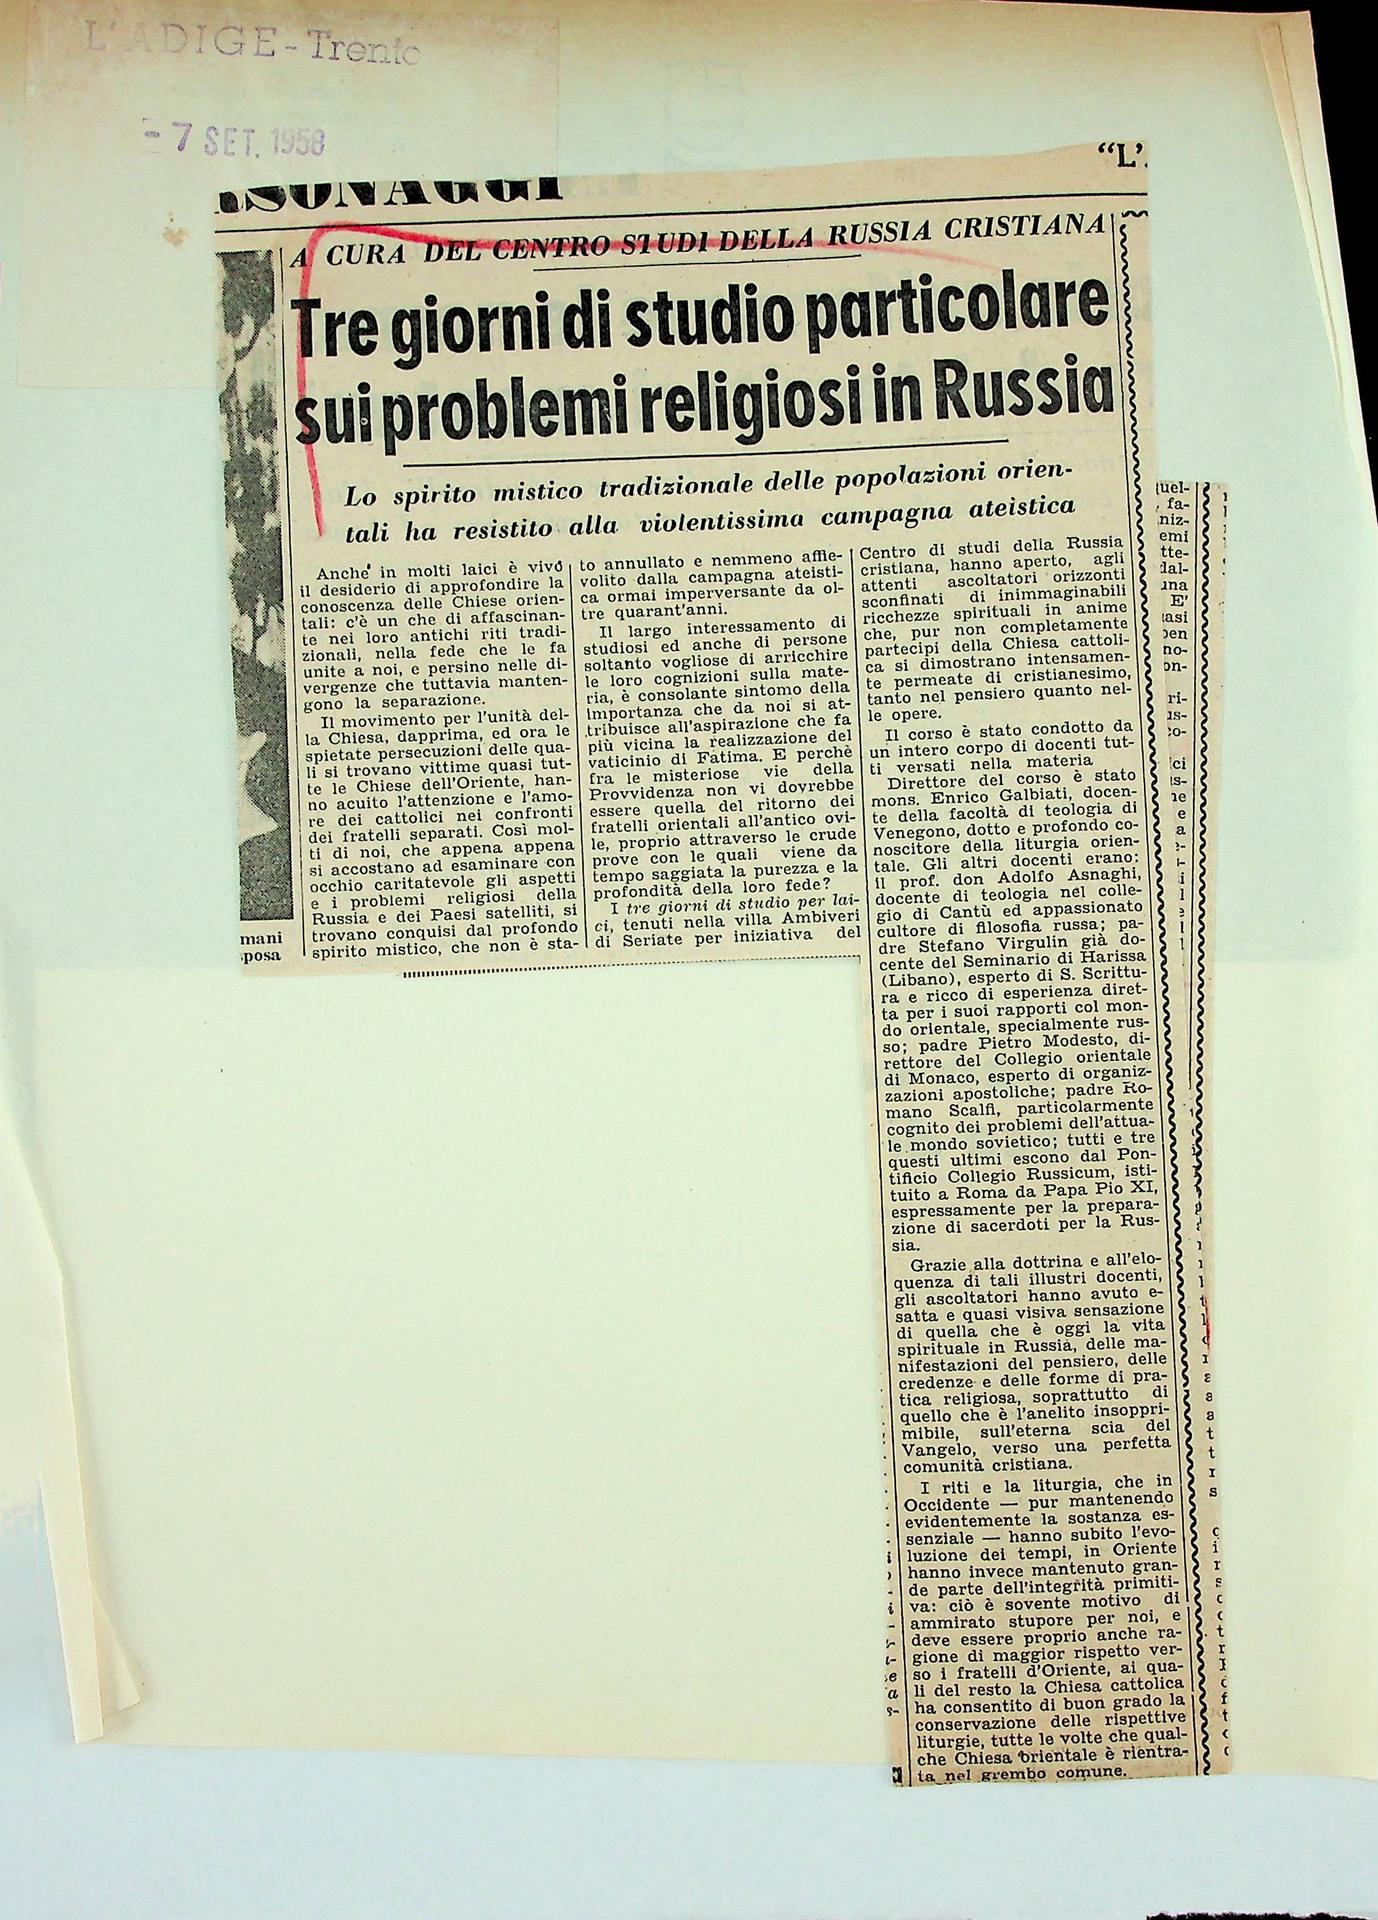 L'ADIGE - Trento
- 7 SET. 1958
"L'
A CURA DEL CENTRO STUDI DELLA RUSSIA CRISTIANA
Tre giorni di studio particolare
sui problemi religiosi in Russia
Lo spirito mistico tradizionale delle popolazioni orien-
tali ha resistito alla violentissima campagna ateistica
Anche in molti laici è vivo
il desiderio di approfondire la
conoscenza delle Chiese orien-
tali: c'è un che di affascinan-
te nei loro antichi riti tradi-
zionali, nella fede che le fa
unite a noi, e persino nelle di-
vergenze che tuttavia manten-
gono la separazione.
Il movimento per l'unità del-
la Chiesa, dapprima, ed ora le
spietate persecuzioni delle qua-
li si trovano vittime quasi tut-
te le Chiese dell'Oriente, han-
no acuito l'attenzione e l'amo-
re dei cattolici nei confronti
dei fratelli separati. Così mol-
ti di noi, che appena appena
si accostano ad esaminare con
occhio caritatevole gli aspetti
e i problemi religiosi della
Russia e dei Paesi satelliti, si
trovano conquisi dal profondo
spirito mistico, che non è sta-
to annullato e nemmeno affie-
volito dalla campagna ateisti-
ca ormai imperversante da ol-
tre quarant'anni.
Il largo interessamento di
studiosi ed anche di persone
soltanto vogliose di arricchire
le loro cognizioni sulla mate-
ria, è consolante sintomo della
importanza che da noi si at-
tribuisce all'aspirazione che fa
più vicina la realizzazione del
vaticinio di Fatima. E perchè
fra le misteriose vie della
Provvidenza non vi dovrebbe
essere quella del ritorno dei
fratelli orientali all'antico ovi-
le, proprio attraverso le crude
prove con le quali viene da
tempo saggiata la purezza e la
profondità della loro fede?
I tre giorni di studio per lai-
ci, tenuti nella villa Ambiveri
di Seriate per iniziativa del
Centro di studi della Russia
cristiana, hanno aperto, agli
attenti ascoltatori orizzonti
sconfinati di inimmaginabili
ricchezze spirituali in anime
che, pur non completamente
partecipi della Chiesa cattoli-
ca si dimostrano intensamen-
te permeate di cristianesimo,
tanto nel pensiero quanto nel-
le opere.
Il corso è stato condotto da
un intero corpo di docenti tut-
ti versati nella materia
Direttore del corso è stato
mons. Enrico Galbiati, docen-
te della facoltà di teologia di
Venegono, dotto e profondo co-
noscitore della liturgia orien-
tale. Gli altri docenti erano:
il prof. don Adolfo Asnaghi,
docente di teologia nel colle-
gio di Cantù ed appassionato
cultore di filosofia russa; pa-
dre Stefano Virgulin già do-
cente del Seminario di Harissa
(Libano), esperto di S. Scrittu-
ra e ricco di esperienza diret-
ta per i suoi rapporti col mon-
do orientale, specialmente rus-
so; padre Pietro Modesto, di-
rettore del Collegio orientale
di Monaco, esperto di organiz-
zazioni apostoliche; padre Ro-
mano Scalfi, particolarmente
cognito dei problemi dell'attua-
le mondo sovietico; tutti e tre
questi ultimi escono dal Pon-
tificio Collegio Russicum, isti-
tuito a Roma da Papa Pio XI,
espressamente per la prepara-
zione di sacerdoti per la Rus-
sia.
Grazie alla dottrina e all'elo-
quenza di tali illustri docenti,
gli ascoltatori hanno avuto e-
satta e quasi visiva sensazione
di quella che è oggi la vita
spirituale in Russia, delle ma-
nifestazioni del pensiero, delle
credenze e delle forme di pra-
tica religiosa, soprattutto di
quello che è l'anelito insoppri-
mibile, sull'eterna scia del
Vangelo, verso una perfetta
comunità cristiana.
I riti e la liturgia, che in
Occidente — pur mantenendo
evidentemente la sostanza es-
senziale — hanno subito l'evo-
luzione dei tempi, in Oriente
hanno invece mantenuto gran-
de parte dell'integrità primiti-
va: ciò è sovente motivo di
ammirato stupore per noi, e
deve essere proprio anche ra-
gione di maggior rispetto ver-
so i fratelli d'Oriente, ai qua-
li del resto la Chiesa cattolica
ha consentito di buon grado la
conservazione delle rispettive
liturgie, tutte le volte che qual-
che Chiesa orientale è rientra-
ta nel grembo comune.
mani
sposa